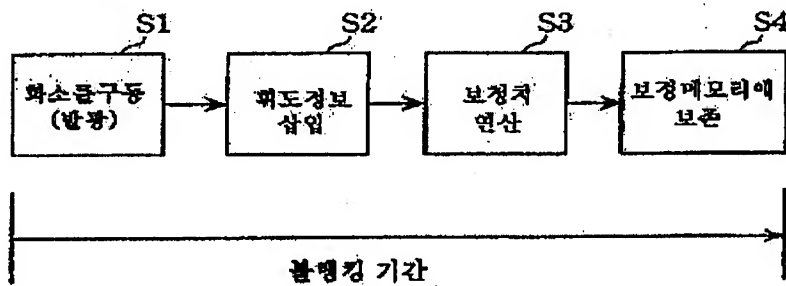 S1
S2
S3
S4
화소를구동
(발광)
휘도정보
삽입
보정치
연산
보정메모리에
보존
블랭킹 기간